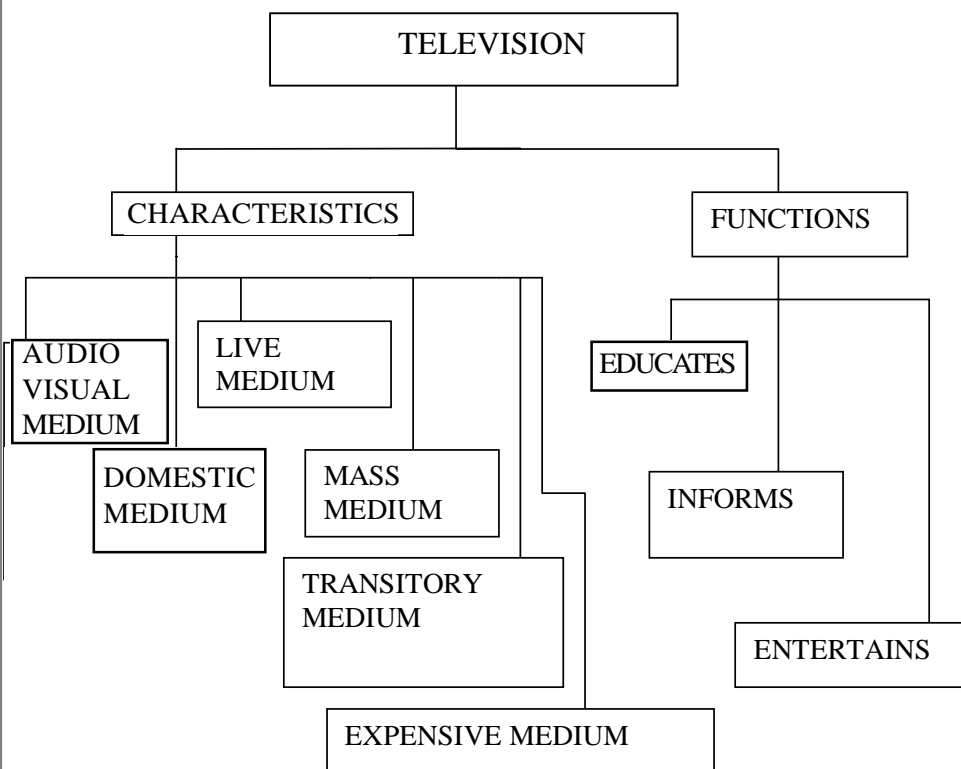 TELEVISION
CHARACTERISTICS
FUNCTIONS
AUDIO
VISUAL
MEDIUM
LIVE
MEDIUM
EDUCATES
DOMESTIC
MEDIUM
MASS
MEDIUM
INFORMS
TRANSITORY
MEDIUM
ENTERTAINS
EXPENSIVE MEDIUM